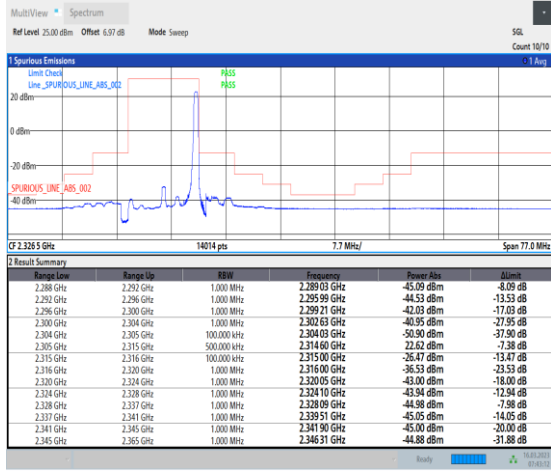 MultiView Spectrum
Ref Level 25.00 dBm Offset 6.97 dB Mode Sweep SGL
Count 10/10
1 Spurious Emissions 1 Avg
Limit Check PASS
Line _SPURIOUS_LINE_ABS_002 PASS
20 dBm
0 dBm
-20 dBm
_SPURIOUS_LINE_ABS_002
-40 dBm
CF 2.326 5 GHz 14014 pts 7.7 MHz/ Span 77.0 MHz
2 Result Summary
Range Low Range Up RBW Frequency Power Abs ΔLimit
2.288 GHz 2.292 GHz 1.000 MHz 2.289 03 GHz -45.09 dBm -8.09 dB
2.292 GHz 2.296 GHz 1.000 MHz 2.295 99 GHz -44.53 dBm -13.53 dB
2.296 GHz 2.300 GHz 1.000 MHz 2.299 21 GHz -42.03 dBm -17.03 dB
2.300 GHz 2.304 GHz 1.000 MHz 2.302 63 GHz -40.95 dBm -27.95 dB
2.304 GHz 2.305 GHz 100.000 kHz 2.304 03 GHz -50.90 dBm -37.90 dB
2.305 GHz 2.315 GHz 500.000 kHz 2.314 60 GHz 22.62 dBm -7.38 dB
2.315 GHz 2.316 GHz 100.000 kHz 2.315 00 GHz -26.47 dBm -13.47 dB
2.316 GHz 2.320 GHz 1.000 MHz 2.316 00 GHz -36.53 dBm -23.53 dB
2.320 GHz 2.324 GHz 1.000 MHz 2.320 05 GHz -43.00 dBm -18.00 dB
2.324 GHz 2.328 GHz 1.000 MHz 2.324 10 GHz -43.94 dBm -12.94 dB
2.328 GHz 2.337 GHz 1.000 MHz 2.328 09 GHz -44.98 dBm -7.98 dB
2.337 GHz 2.341 GHz 1.000 MHz 2.339 51 GHz -45.05 dBm -14.05 dB
2.341 GHz 2.345 GHz 1.000 MHz 2.341 90 GHz -45.00 dBm -20.00 dB
2.345 GHz 2.365 GHz 1.000 MHz 2.346 31 GHz -44.88 dBm -31.88 dB
Ready 16.03.2023